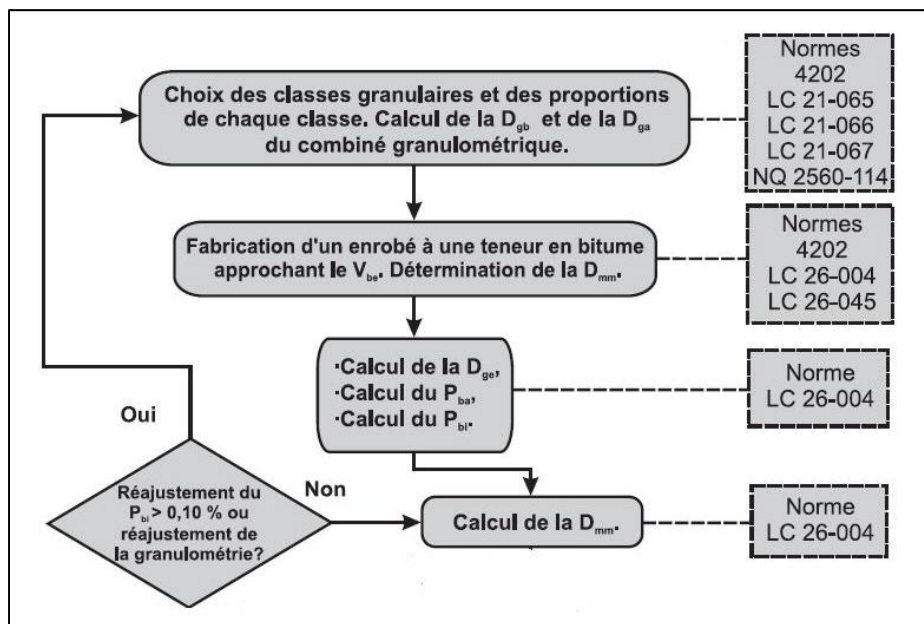 Choix des classes granulaires et des proportions
de chaque classe. Calcul de la Dgb et de la Dga
du combiné granulométrique.
Normes
4202
LC 21-065
LC 21-066
LC 21-067
NQ 2560-114
Fabrication d'un enrobé à une teneur en bitume
approchant le Vbe. Détermination de la Dmm.
Normes
4202
LC 26-004
LC 26-045
·Calcul de la Dge,
·Calcul du Pba,
·Calcul du Pbi.
Norme
LC 26-004
Oui
Réajustement du
Pbi > 0,10 % ou
réajustement de
la granulométrie?
Non
Calcul de la Dmm.
Norme
LC 26-004